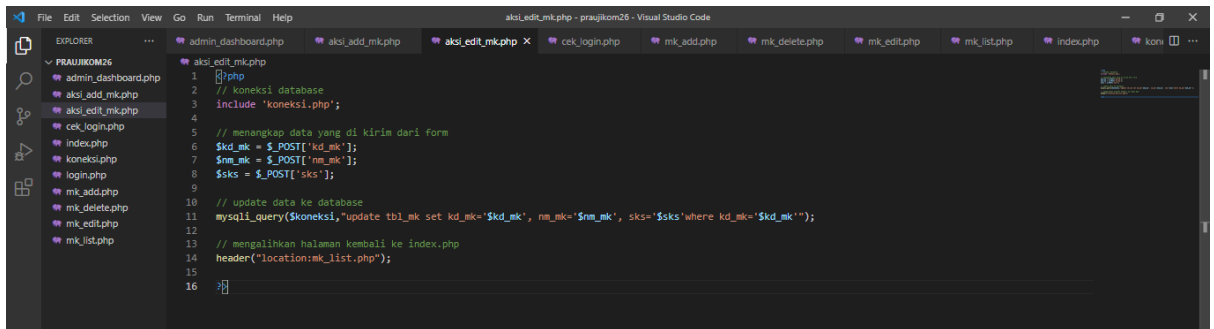 File Edit Selection View Go Run Terminal Help
aksi_edit_mk.php - praujikom26 - Visual Studio Code
EXPLORER
admin_dashboard.php aksi_add_mk.php aksi_edit_mk.php cek_login.php mk_add.php mk_delete.php mk_edit.php mk_list.php index.php kon
PRAUJIKOM26
admin_dashboard.php
aksi_add_mk.php
aksi_edit_mk.php
cek_login.php
index.php
koneksi.php
login.php
mk_add.php
mk_delete.php
mk_edit.php
mk_list.php
aksi_edit_mk.php
1 <?php
2 // koneksi database
3 include 'koneksi.php';
4
5 // menangkap data yang di kirim dari form
6 $kd_mk = $_POST['kd_mk'];
7 $nm_mk = $_POST['nm_mk'];
8 $sks = $_POST['sks'];
9
10 // update data ke database
11 mysqli_query($koneksi,"update tbl_mk set kd_mk='$kd_mk', nm_mk='$nm_mk', sks='$sks'where kd_mk='$kd_mk'");
12
13 // mengalihkan halaman kembali ke index.php
14 header("location:mk_list.php");
15
16 ?>